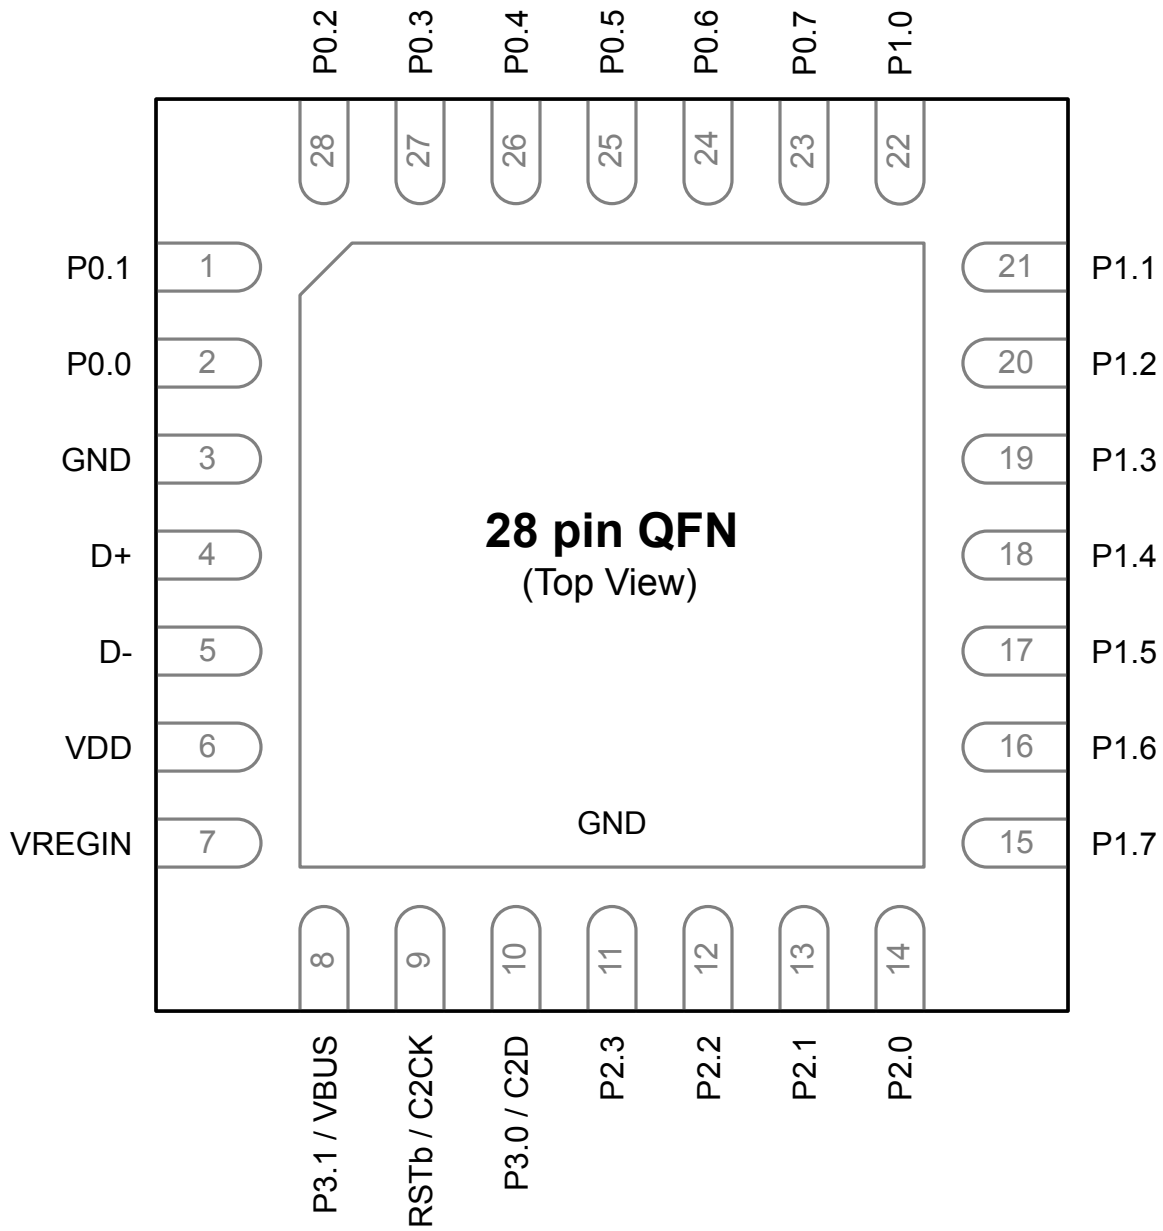 P0.2 P0.3 P0.4 P0.5 P0.6 P0.7 P1.0
28 27 26 25 24 23 22
P0.1 1 21 P1.1
P0.0 2 20 P1.2
GND 3 19 P1.3
28 pin QFN
(Top View)
D+ 4 18 P1.4
D- 5 17 P1.5
VDD 6 16 P1.6
GND
VREGIN 7 15 P1.7
8 9 10 11 12 13 14
P3.1 / VBUS
RSTb / C2CK
P3.0 / C2D
P2.3
P2.2
P2.1
P2.0